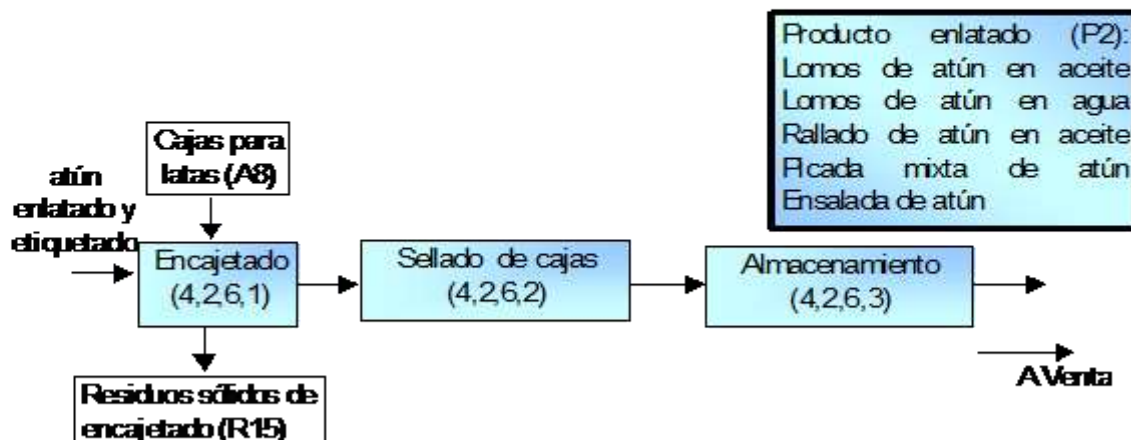 Producto enlatado (P2):
Lomos de atún en aceite
Lomos de atún en agua
Rallado de atún en aceite
Picada mixta de atún
Ensalada de atún
Cajas para
latas (A8)
atún
enlatado y
etiquetado
Encajetado
(4,2,6,1)
Sellado de cajas
(4,2,6,2)
Almacenamiento
(4,2,6,3)
A Venta
Residuos sólidos de
encajetado (R15)